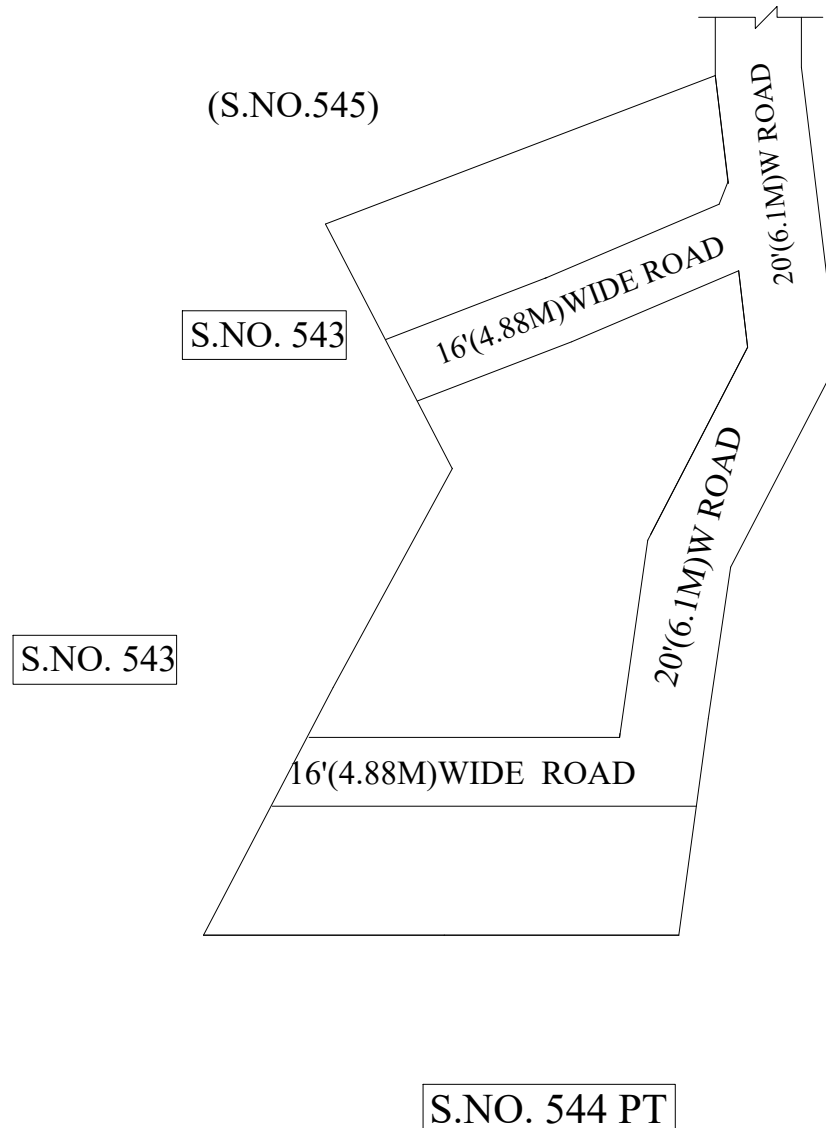 (S.NO.545)
20'(6.1M)W ROAD
16'(4.88M)WIDE ROAD
S.NO. 543
20'(6.1M)W ROAD
S.NO. 543
16'(4.88M)WIDE ROAD
S.NO. 544 PT